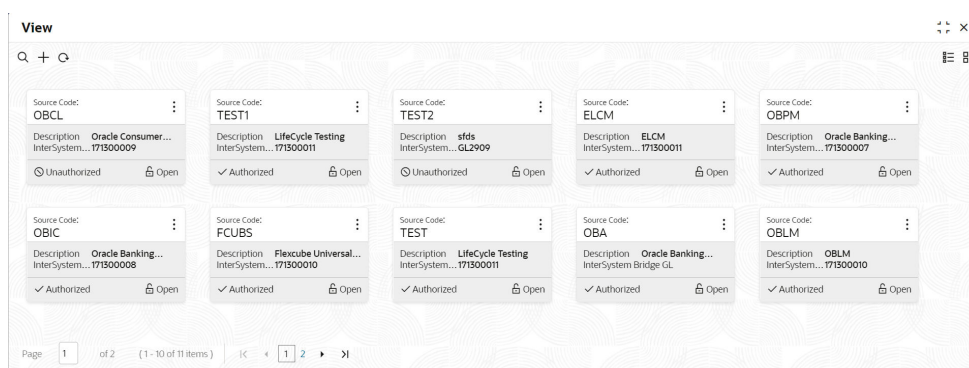 View
Source Code:
OBCL
Description Oracle Consumer...
InterSystem... 171300009
Unauthorized Open
Source Code:
TEST1
Description LifeCycle Testing
InterSystem... 171300011
Authorized Open
Source Code:
TEST2
Description sfds
InterSystem... GL2909
Unauthorized Open
Source Code:
ELCM
Description ELCM
InterSystem... 171300011
Authorized Open
Source Code:
OBPM
Description Oracle Banking...
InterSystem... 171300007
Authorized Open
Source Code:
OBIC
Description Oracle Banking...
InterSystem... 171300008
Authorized Open
Source Code:
FCUBS
Description Flexcube Universal...
InterSystem... 171300010
Authorized Open
Source Code:
TEST
Description LifeCycle Testing
InterSystem... 171300011
Authorized Open
Source Code:
OBA
Description Oracle Banking...
InterSystem Bridge GL
Authorized Open
Source Code:
OBLM
Description OBLM
InterSystem... 171300010
Authorized Open
Page 1 of 2 (1 - 10 of 11 items) 1 2